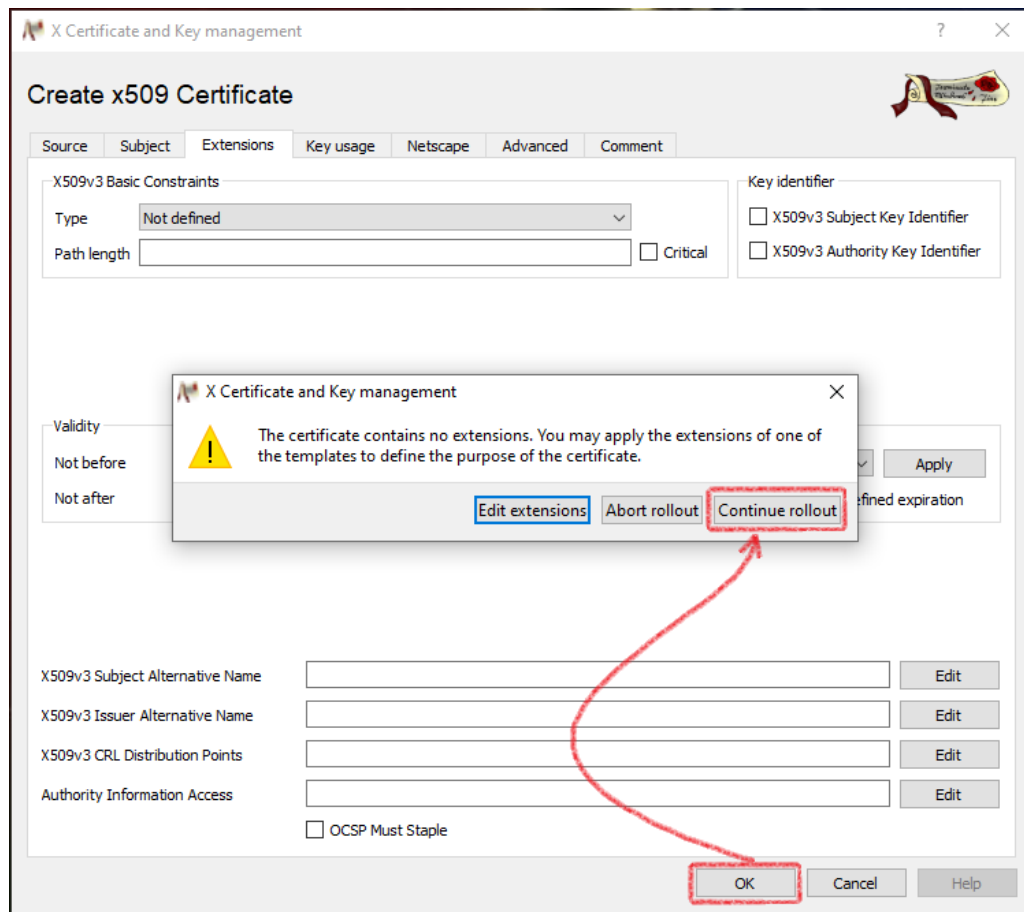 X Certificate and Key management
?
Create x509 Certificate
Source Subject Extensions Key usage Netscape Advanced Comment
X509v3 Basic Constraints
Type Not defined
Path length Critical
Key identifier
X509v3 Subject Key Identifier
X509v3 Authority Key Identifier
X Certificate and Key management
The certificate contains no extensions. You may apply the extensions of one of
the templates to define the purpose of the certificate.
Edit extensions Abort rollout Continue rollout
Validity
Not before
Not after
Apply
efined expiration
X509v3 Subject Alternative Name Edit
X509v3 Issuer Alternative Name Edit
X509v3 CRL Distribution Points Edit
Authority Information Access Edit
OCSP Must Staple
OK Cancel Help